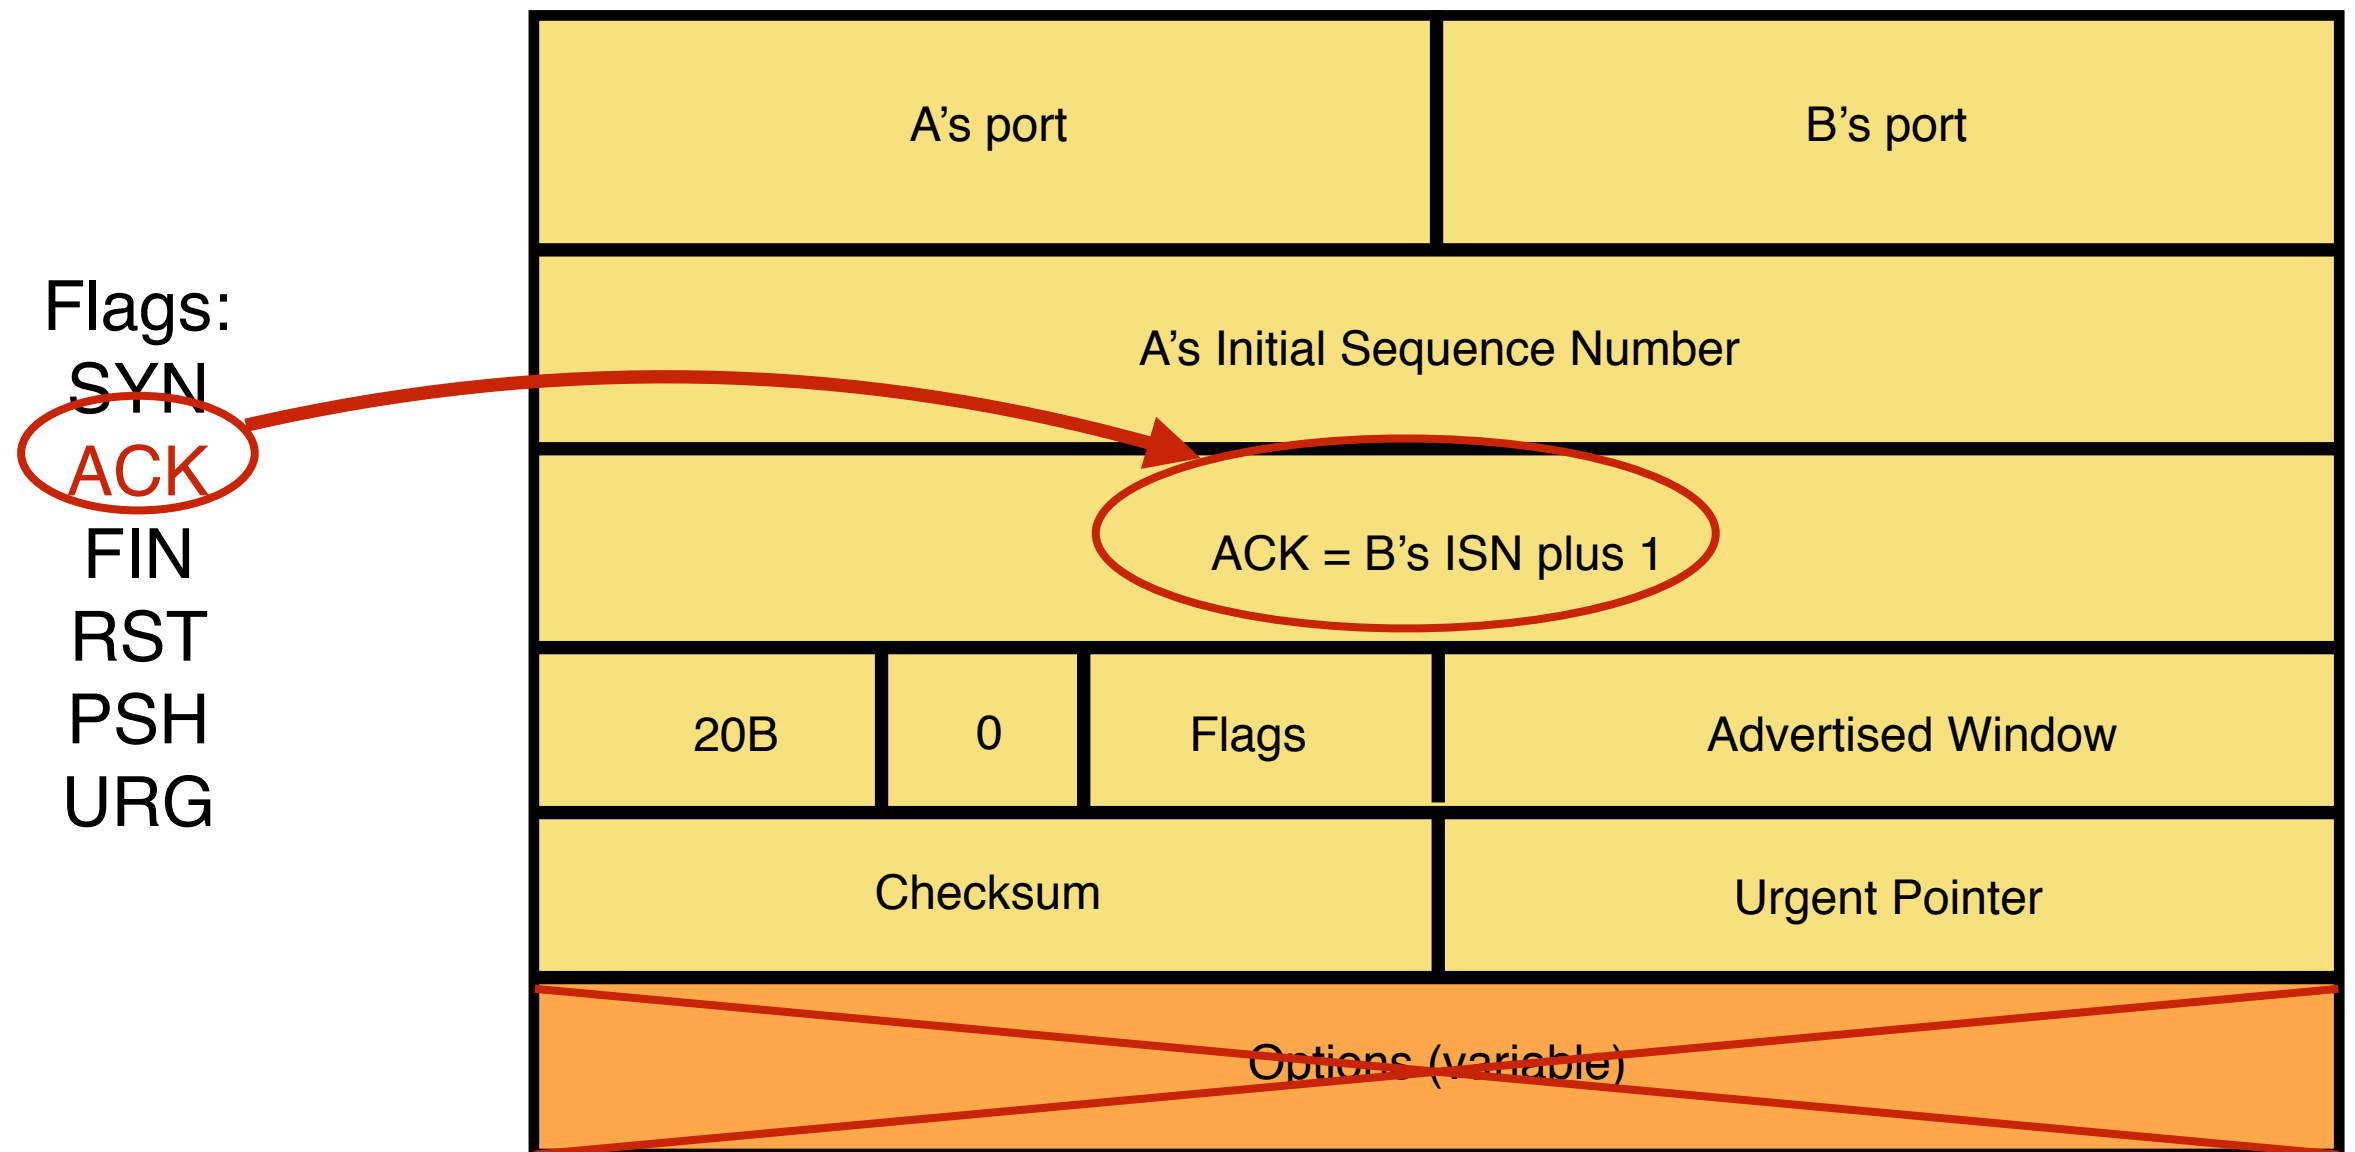 Flags:
SYN
ACK
FIN
RST
PSH
URG
A’s port
B’s port
A’s Initial Sequence Number
ACK = B’s ISN plus 1
20B
0
Flags
Advertised Window
Checksum
Urgent Pointer
Options (variable)